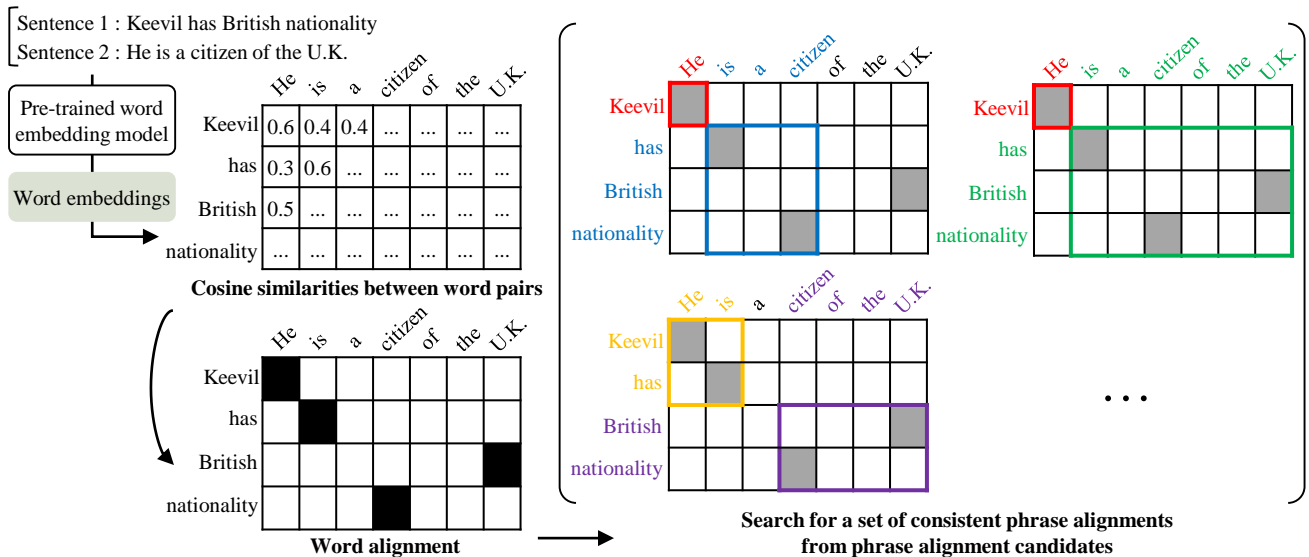 Sentence 1 : Keevil has British nationality
Sentence 2 : He is a citizen of the U.K.
Pre-trained word
embedding model
Word embeddings
He is a citizen of the U.K.
Keevil 0.6 0.4 0.4 ... ... ... ...
has 0.3 0.6 ... ... ... ... ...
British 0.5 ... ... ... ... ... ...
nationality ... ... ... ... ... ... ...
Cosine similarities between word pairs
He is a citizen of the U.K.
Keevil
has
British
nationality
Word alignment
He is a citizen of the U.K.
Keevil
has
British
nationality
He is a citizen of the U.K.
Keevil
has
British
nationality
He is a citizen of the U.K.
Keevil
has
British
nationality
...
Search for a set of consistent phrase alignments
from phrase alignment candidates